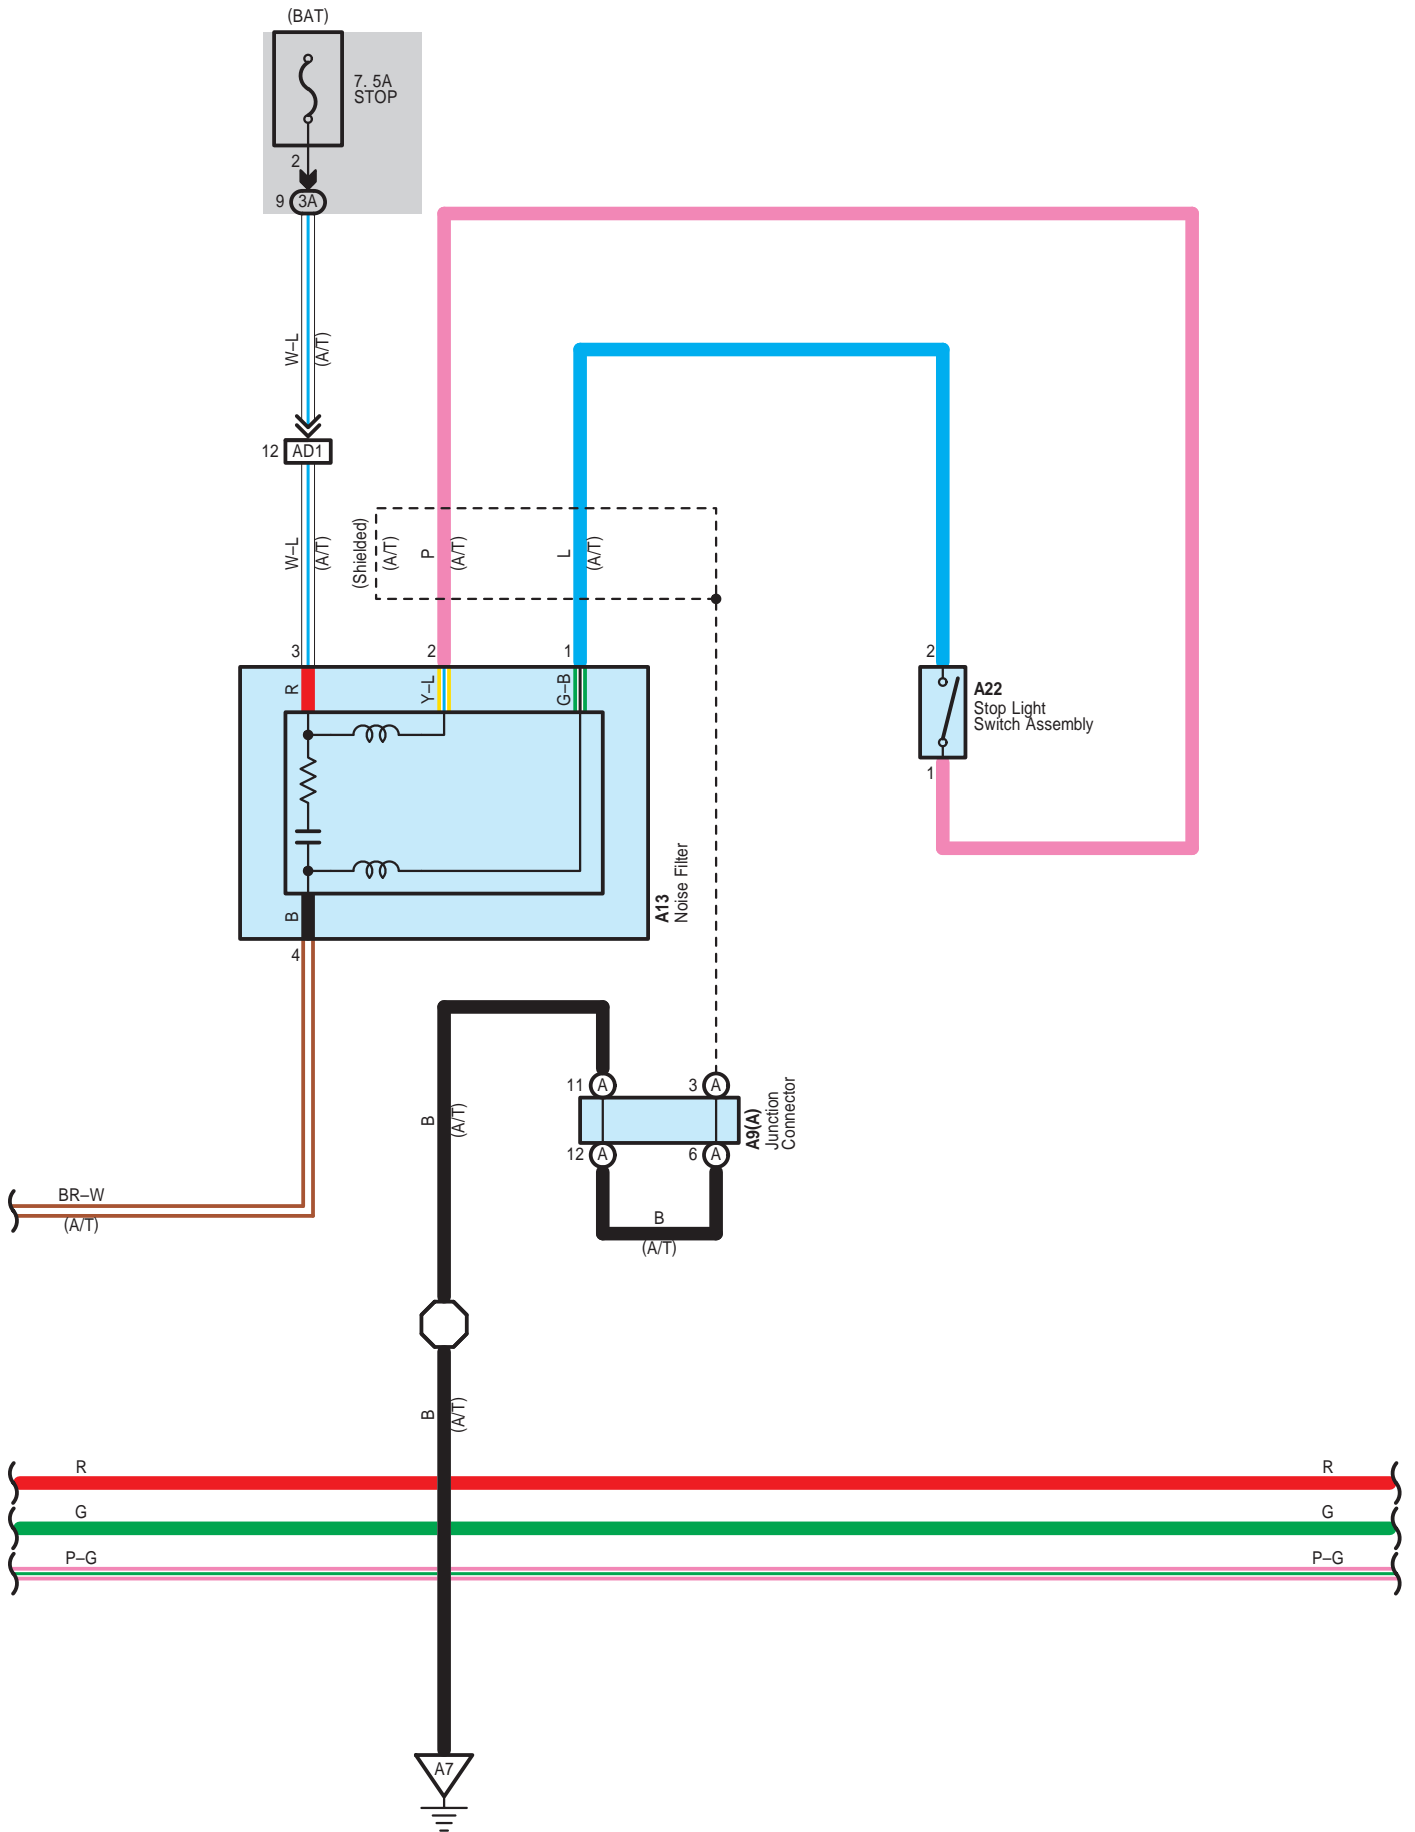 (BAT)
7. 5A
STOP
2
9
3A
W–L
(A/T)
12
AD1
W–L
(A/T)
(Shielded)
(A/T)
P
(A/T)
L
(A/T)
3
2
1
R
Y–L
G–B
2
A22
Stop Light
Switch Assembly
1
B
A13
Noise Filter
4
11
A
3
A
B
(A/T)
12
A
6
A
A9(A)
Junction
Connector
BR–W
(A/T)
B
(A/T)
B
(A/T)
R
R
G
G
P–G
P–G
A7